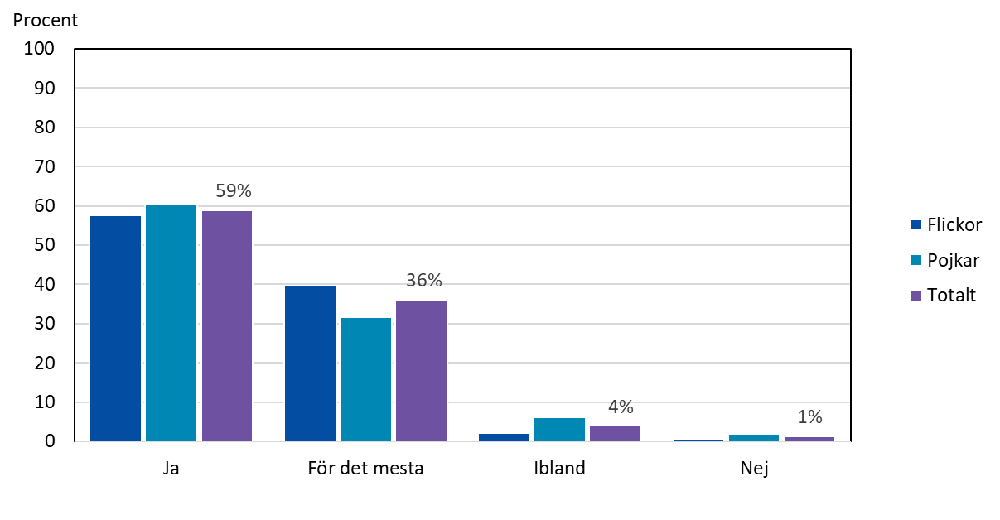 Procent
100
90
80
70
60
50
40
30
20
10
0
59%
36%
4%
1%
Ja
För det mesta
Ibland
Nej
Flickor
Pojkar
Totalt